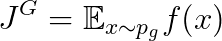 $J^G = \mathbb{E}_{x \sim p_g} f(x)$